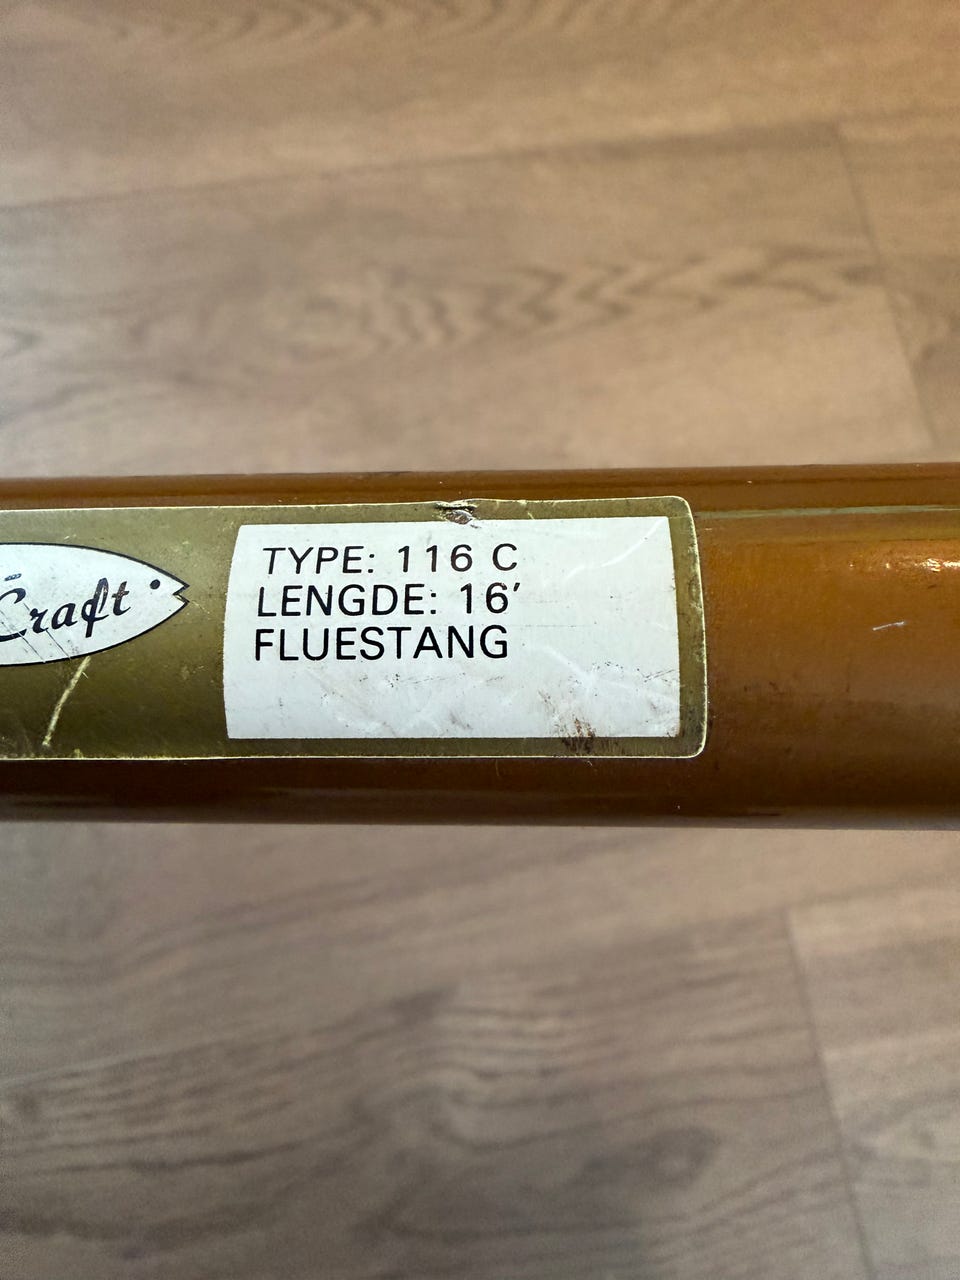 Craft
TYPE: 116 C
LENGDE: 16'
FLUESTANG